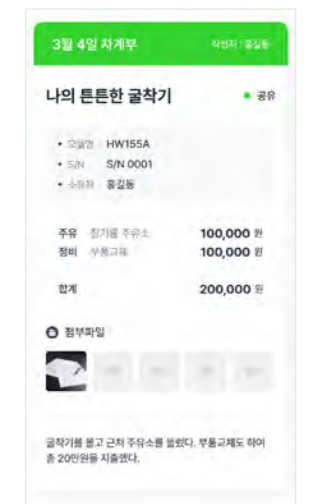 3월 4일 차계부
작성자 : 홍길동
나의 튼튼한 굴착기
공유
• 모델명 HW155A
• S/N S/N 0001
• 소유자 홍길동
주유 참기름 주유소 100,000 원
정비 부품교체 100,000 원
합계 200,000 원
첨부파일
굴착기를 몰고 근처 주유소를 들렀다. 부품교체도 하여
총 20만원을 지출했다.